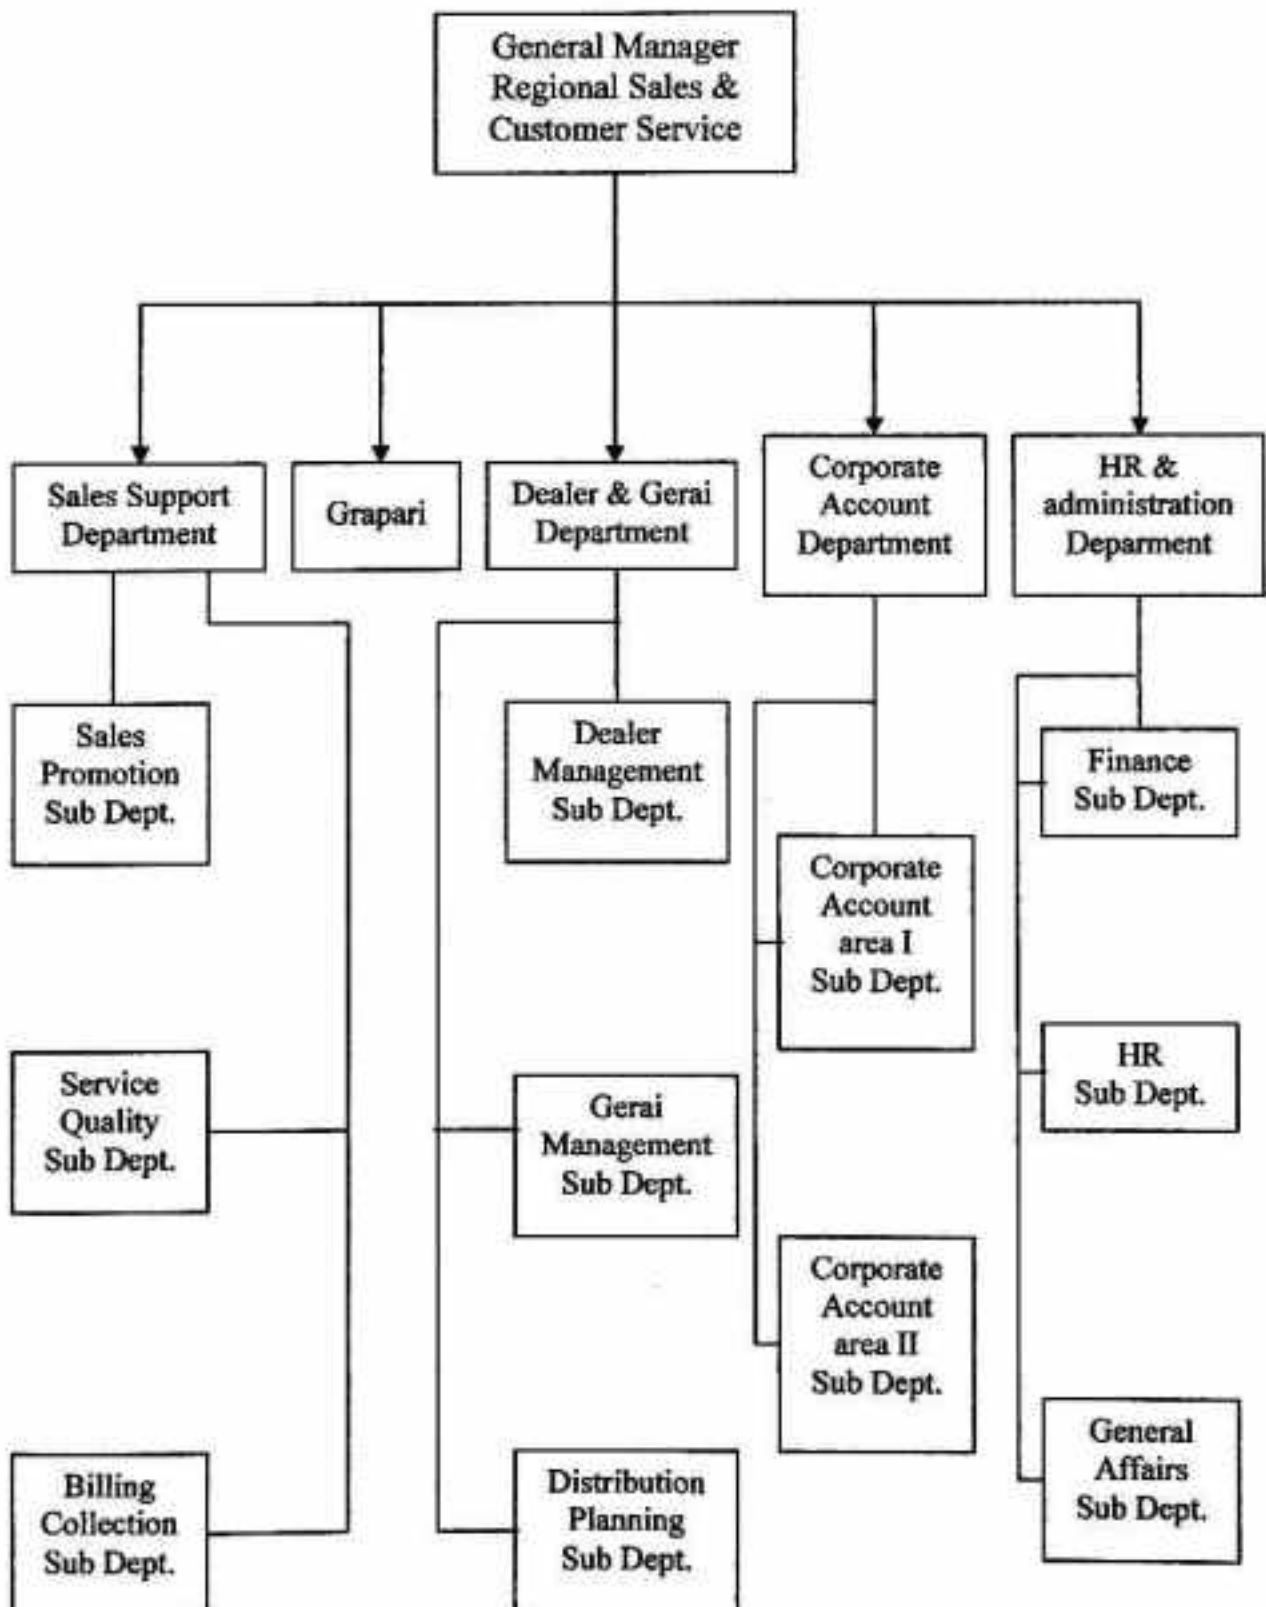 General Manager
Regional Sales &
Customer Service
Sales Support
Department
Grapari
Dealer & Gerai
Department
Corporate
Account
Department
HR &
administration
Deparment
Sales
Promotion
Sub Dept.
Dealer
Management
Sub Dept.
Finance
Sub Dept.
Corporate
Account
area I
Sub Dept.
Service
Quality
Sub Dept.
Gerai
Management
Sub Dept.
HR
Sub Dept.
Corporate
Account
area II
Sub Dept.
Billing
Collection
Sub Dept.
Distribution
Planning
Sub Dept.
General
Affairs
Sub Dept.